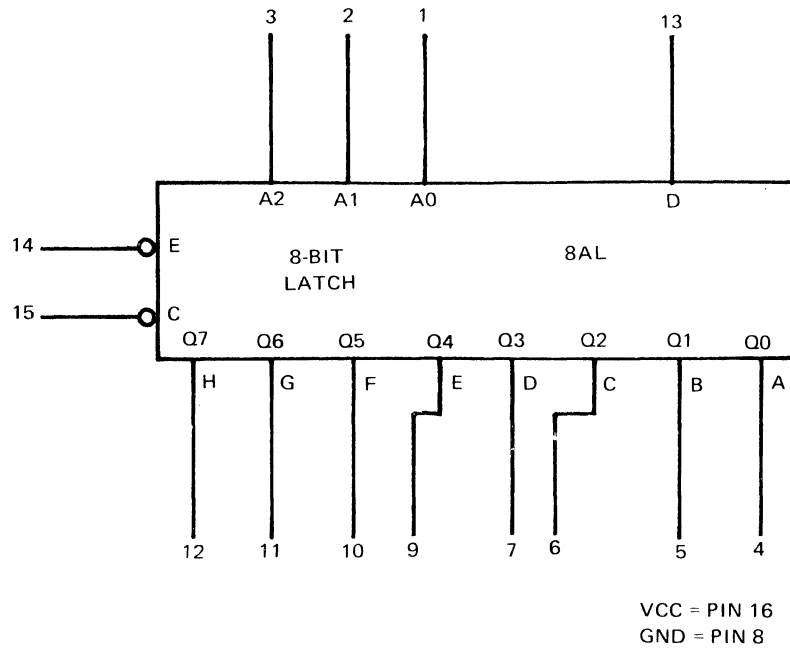 3 2 1 13
A2 A1 A0 D
14 E
8-BIT 8AL
LATCH
15 C
Q7 Q6 Q5 Q4 Q3 Q2 Q1 Q0
H G F E D C B A
12 11 10 9 7 6 5 4
VCC = PIN 16
GND = PIN 8